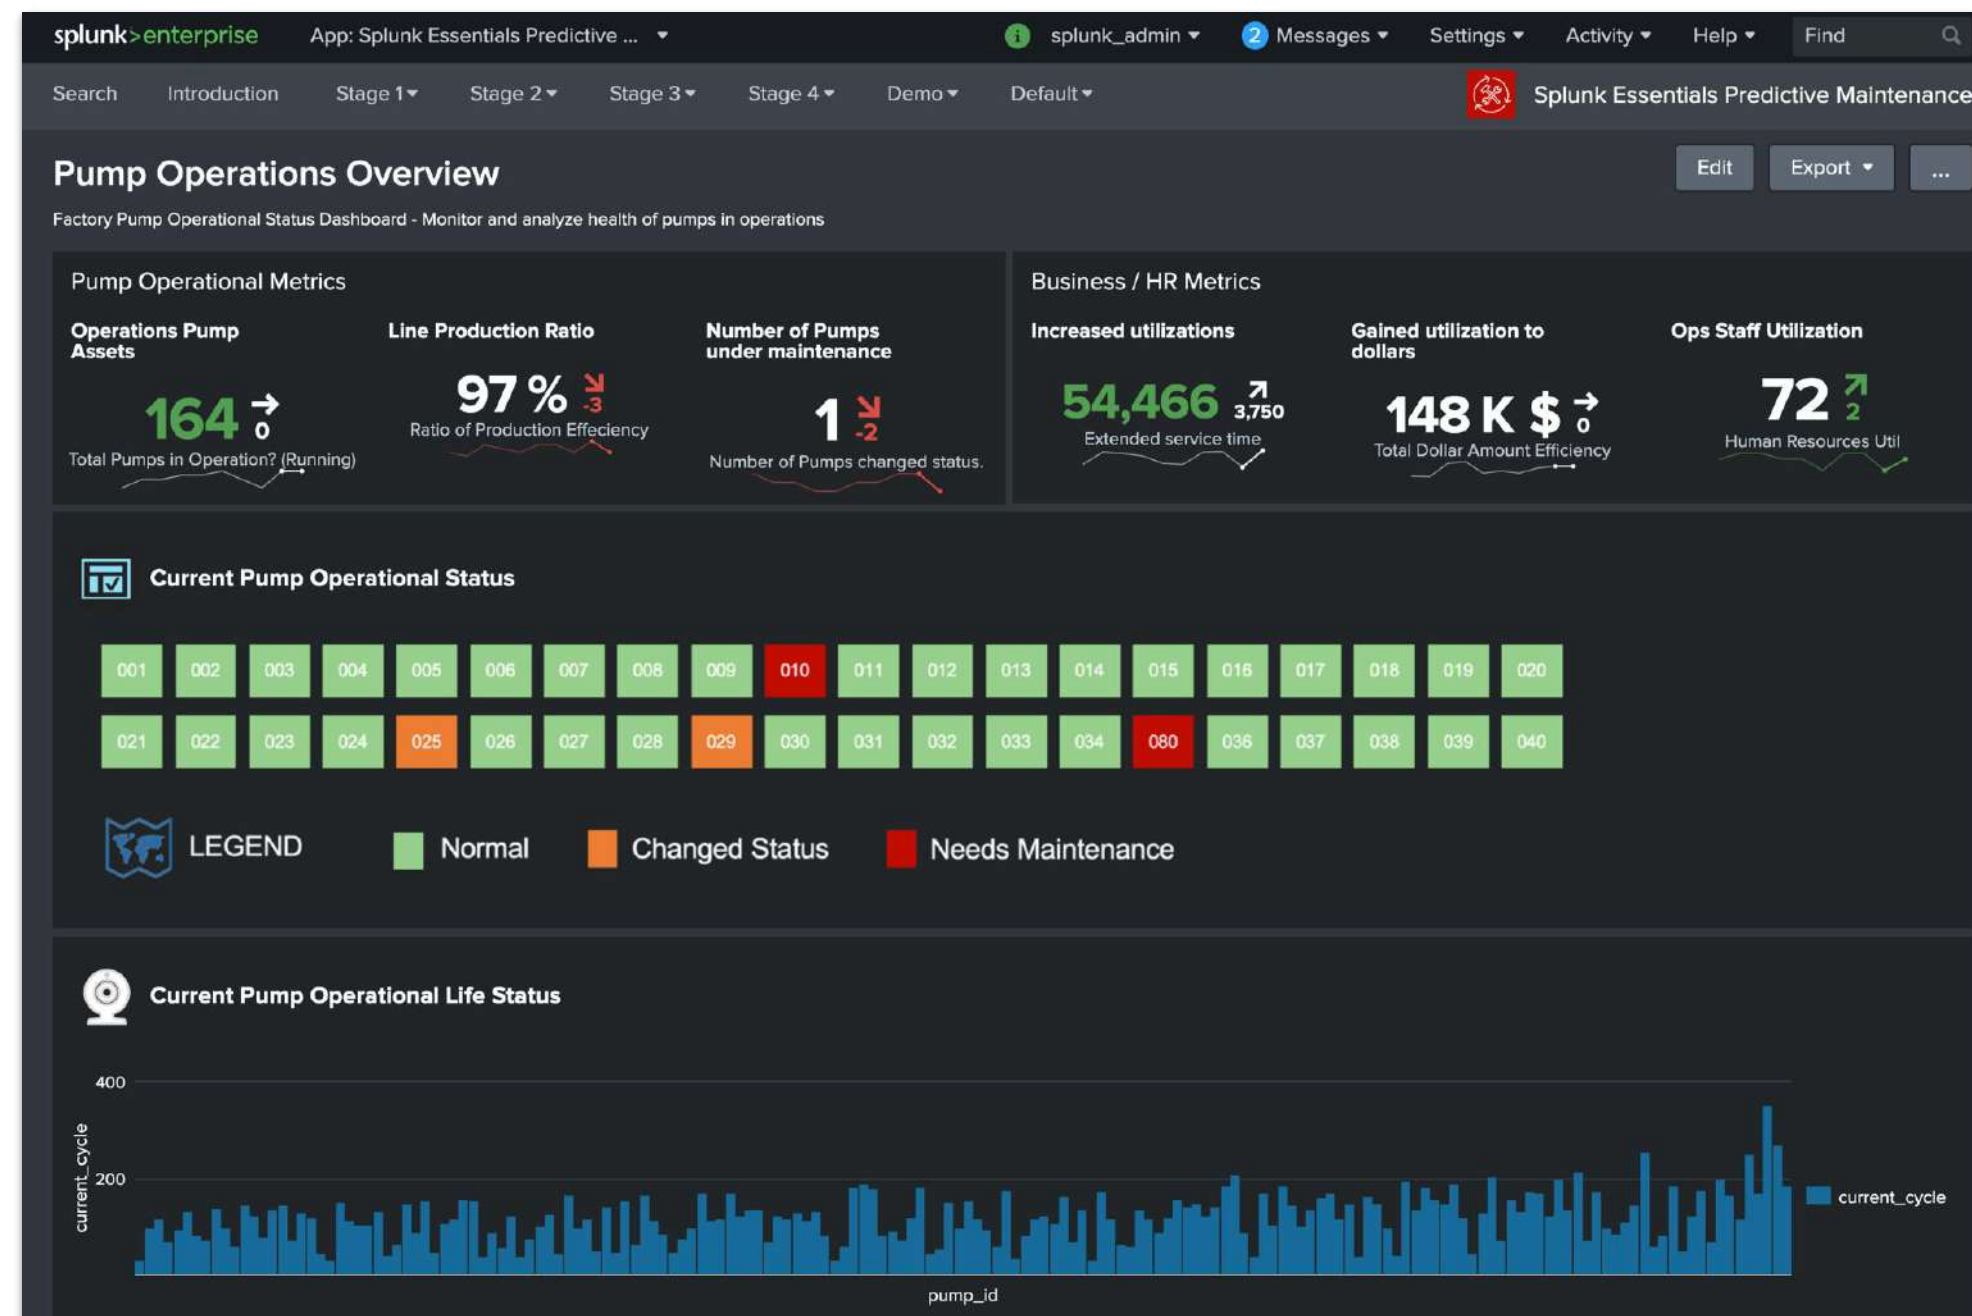 splunk>enterprise App: Splunk Essentials Predictive ... i splunk_admin 2 Messages Settings Activity Help Find
Search Introduction Stage 1 Stage 2 Stage 3 Stage 4 Demo Default Splunk Essentials Predictive Maintenance
Pump Operations Overview
Edit Export ...
Factory Pump Operational Status Dashboard - Monitor and analyze health of pumps in operations
Pump Operational Metrics
Operations Pump
Assets
164 0
Total Pumps in Operation? (Running)
Line Production Ratio
97 % -3
Ratio of Production Effeciency
Number of Pumps
under maintenance
1 -2
Number of Pumps changed status.
Business / HR Metrics
Increased utilizations
54,466 3,750
Extended service time
Gained utilization to
dollars
148 K $ 0
Total Dollar Amount Efficiency
Ops Staff Utilization
72 2
Human Resources Util
Current Pump Operational Status
001 002 003 004 005 006 007 008 009 010 011 012 013 014 015 016 017 018 019 020
021 022 023 024 025 026 027 028 029 030 031 032 033 034 080 036 037 038 039 040
LEGEND Normal Changed Status Needs Maintenance
Current Pump Operational Life Status
400
200
current_cycle
pump_id
current_cycle